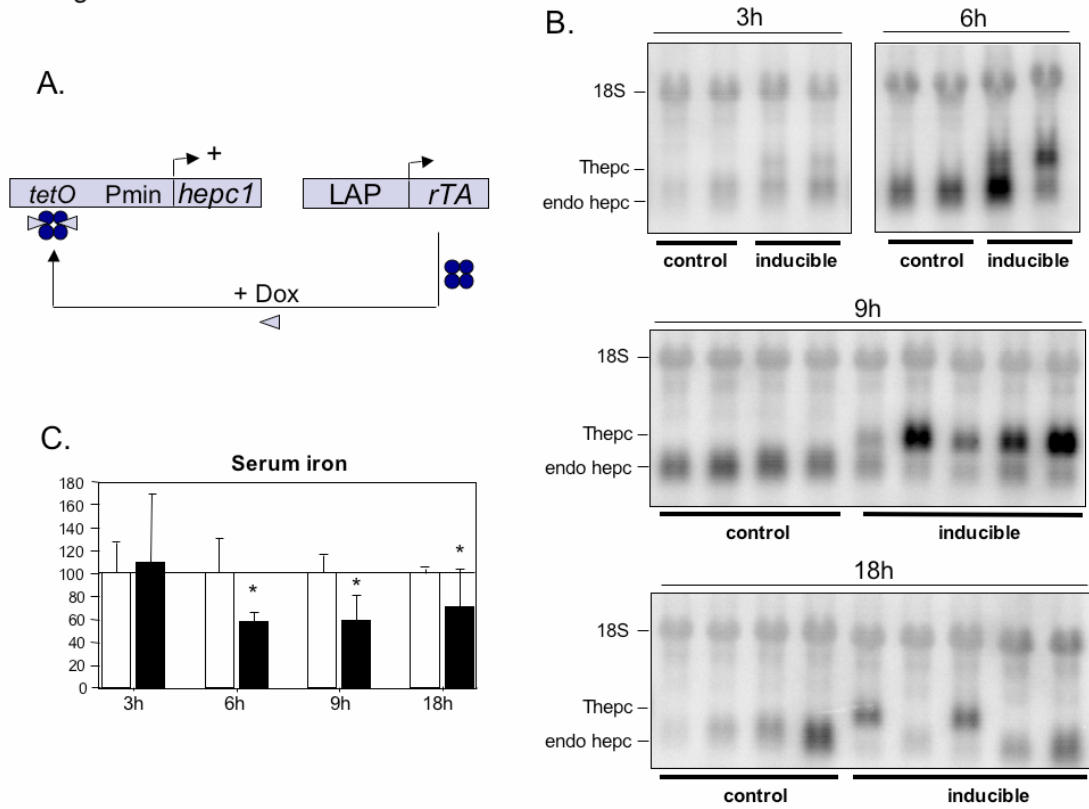 A.
+
tetO Pmin hepc1 LAP rTA
+ Dox
B.
3h 6h
18S
Thepc
endo hepc
control inducible control inducible
9h
18S
Thepc
endo hepc
control inducible
18h
18S
Thepc
endo hepc
control inducible
C.
Serum iron
180
160
140
120
100
80
60
40
20
0
* * *
3h 6h 9h 18h